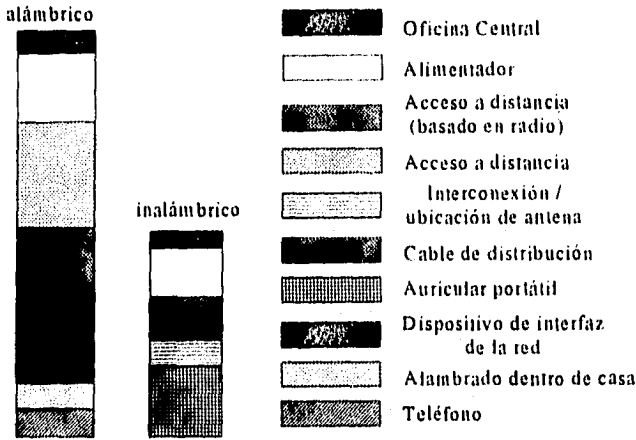 alámbrico
inalámbrico
Oficina Central
Alimentador
Acceso a distancia
(basado en radio)
Acceso a distancia
Interconexión /
ubicación de antena
Cable de distribución
Auricular portátil
Dispositivo de interfaz
de la red
Alambrado dentro de casa
Teléfono